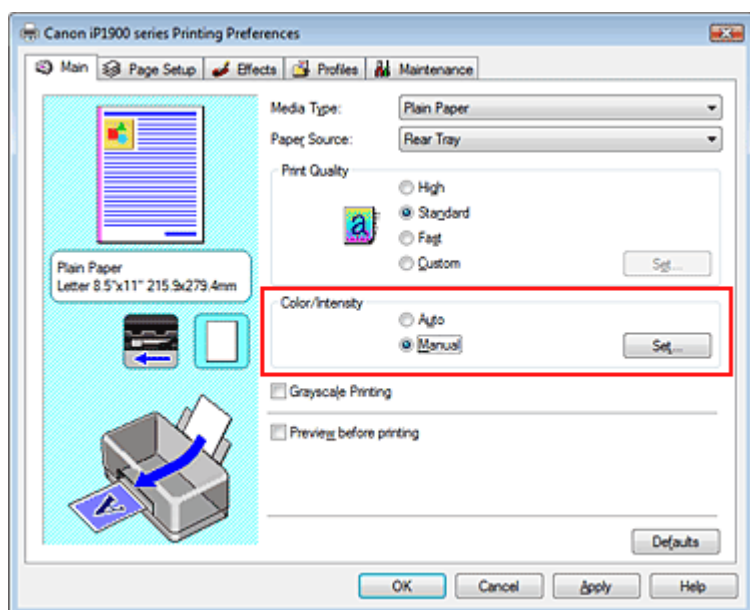 Canon iP1900 series Printing Preferences
Main Page Setup Effects Profiles Maintenance
Media Type: Plain Paper
Paper Source: Rear Tray
Print Quality
High
a Standard
Fast
Custom Set...
Plain Paper
Letter 8.5"x11" 215.9x279.4mm
Color/Intensity
Auto
Manual Set...
Grayscale Printing
Preview before printing
Defaults
OK Cancel Apply Help